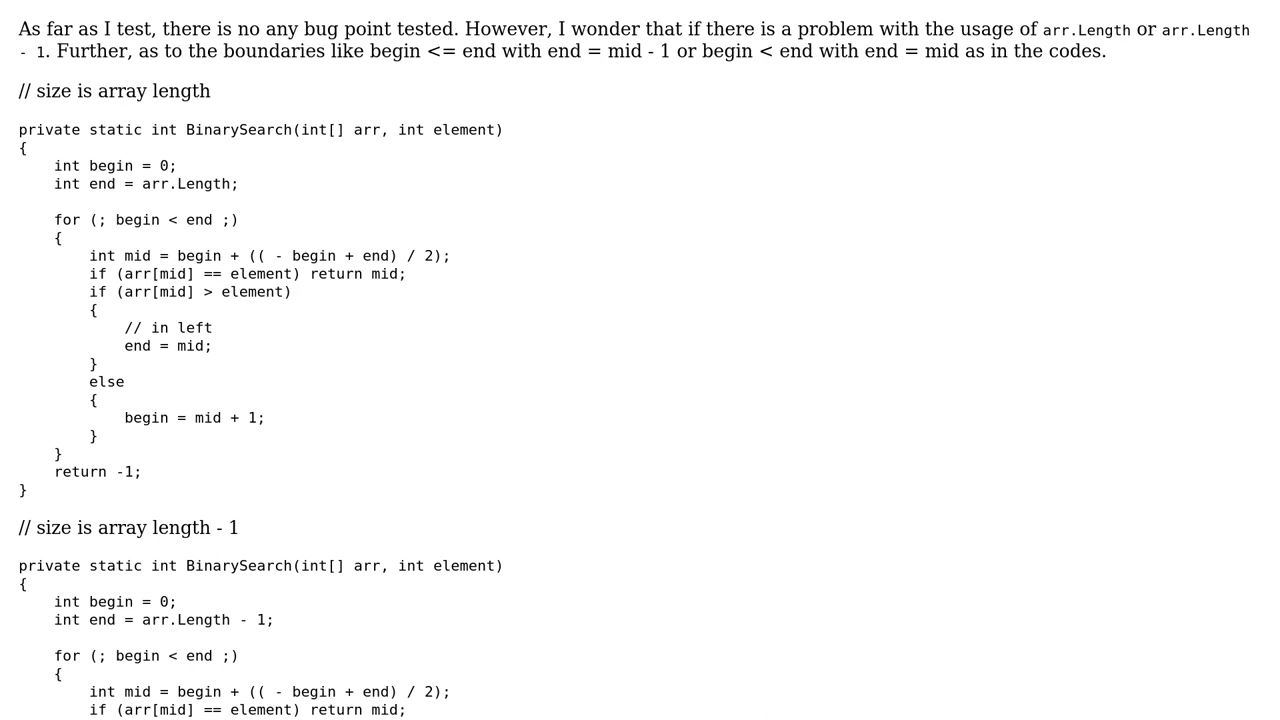 As far as I test, there is no any bug point tested. However, I wonder that if there is a problem with the usage of arr.Length or arr.Length
- 1. Further, as to the boundaries like begin <= end with end = mid - 1 or begin < end with end = mid as in the codes.
// size is array length
private static int BinarySearch(int[] arr, int element)
{
    int begin = 0;
    int end = arr.Length;

    for (; begin < end ;)
    {
        int mid = begin + (( - begin + end) / 2);
        if (arr[mid] == element) return mid;
        if (arr[mid] > element)
        {
            // in left
            end = mid;
        }
        else
        {
            begin = mid + 1;
        }
    }
    return -1;
}
// size is array length - 1
private static int BinarySearch(int[] arr, int element)
{
    int begin = 0;
    int end = arr.Length - 1;

    for (; begin < end ;)
    {
        int mid = begin + (( - begin + end) / 2);
        if (arr[mid] == element) return mid;